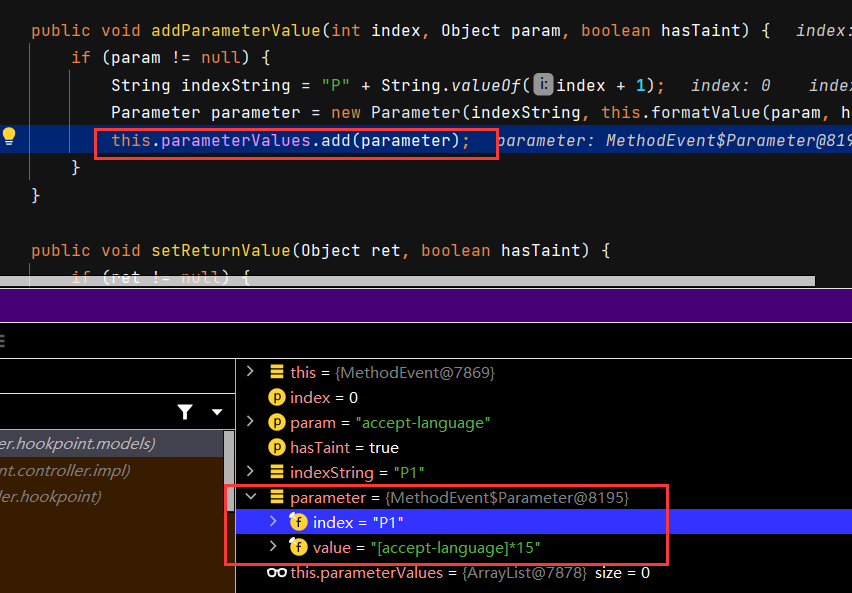 public void addParameterValue(int index, Object param, boolean hasTaint) { index:
if (param != null) {
String indexString = "P" + String.valueOf( i: index + 1); index: 0 inde
Parameter parameter = new Parameter(indexString, this.formatValue(param, h
this.parameterValues.add(parameter); parameter: MethodEvent$Parameter@819
}
}
public void setReturnValue(Object ret, boolean hasTaint) {
if (ret != null) {
this = {MethodEvent@7869}
index = 0
param = "accept-language"
er.hookpoint.models)
hasTaint = true
nt.controller.impl)
indexString = "P1"
ler.hookpoint)
parameter = {MethodEvent$Parameter@8195}
index = "P1"
value = "[accept-language]*15"
this.parameterValues = {ArrayList@7878} size = 0